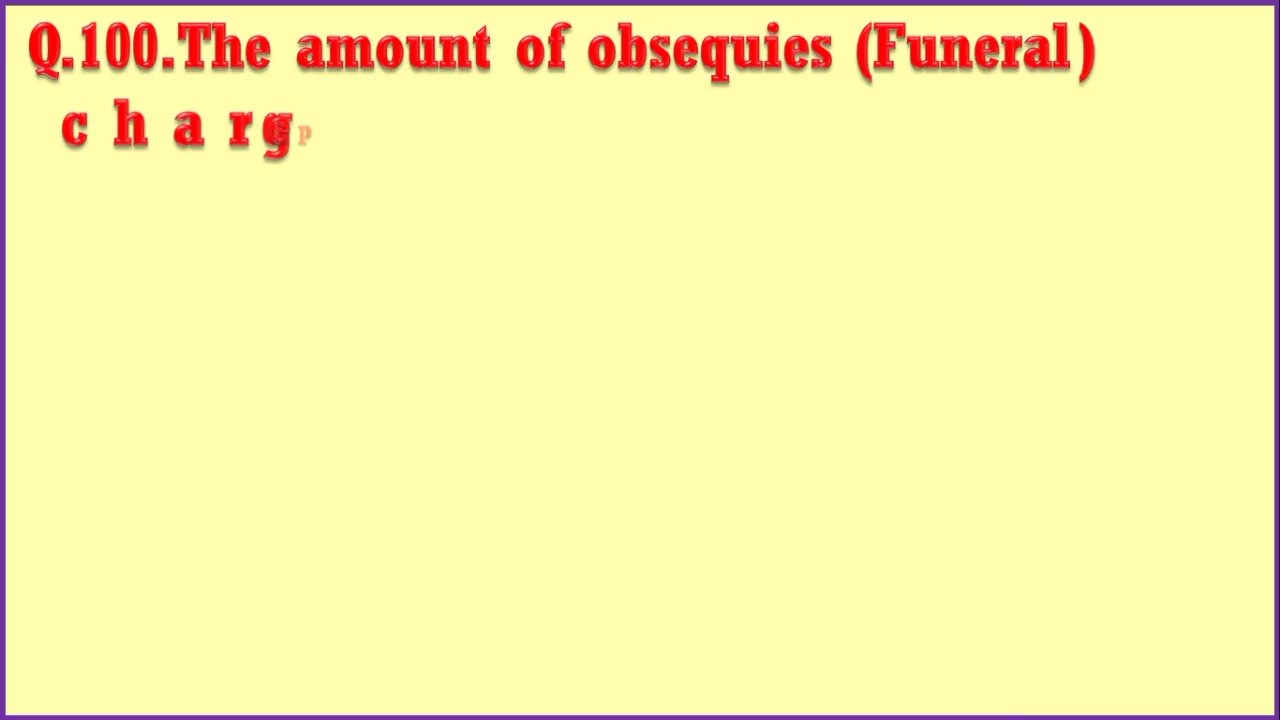 Q.100.The amount of obsequies (Funeral)
c h a r g